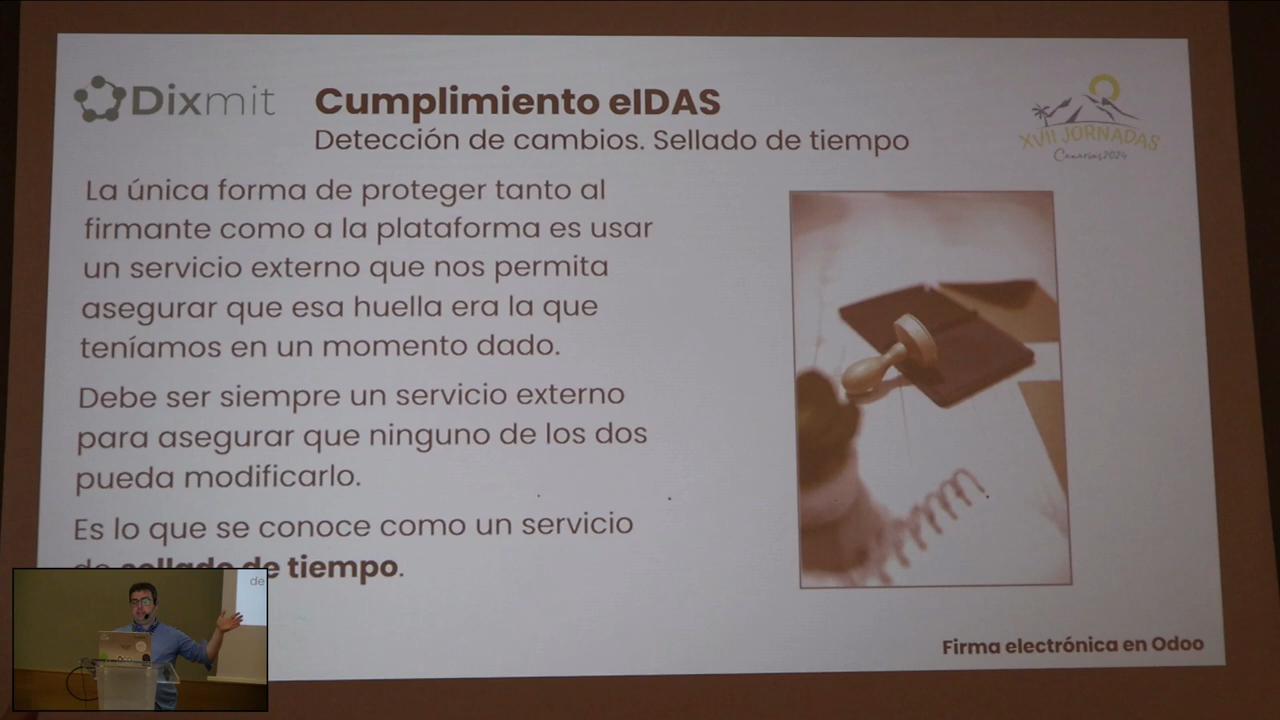 Dixmit
Cumplimiento eIDAS
Detección de cambios. Sellado de tiempo
XVII JORNADAS
Canarias2024
La única forma de proteger tanto al
firmante como a la plataforma es usar
un servicio externo que nos permita
asegurar que esa huella era la que
teníamos en un momento dado.
Debe ser siempre un servicio externo
para asegurar que ninguno de los dos
pueda modificarlo.
Es lo que se conoce como un servicio
de sellado de tiempo.
de
Firma electrónica en Odoo